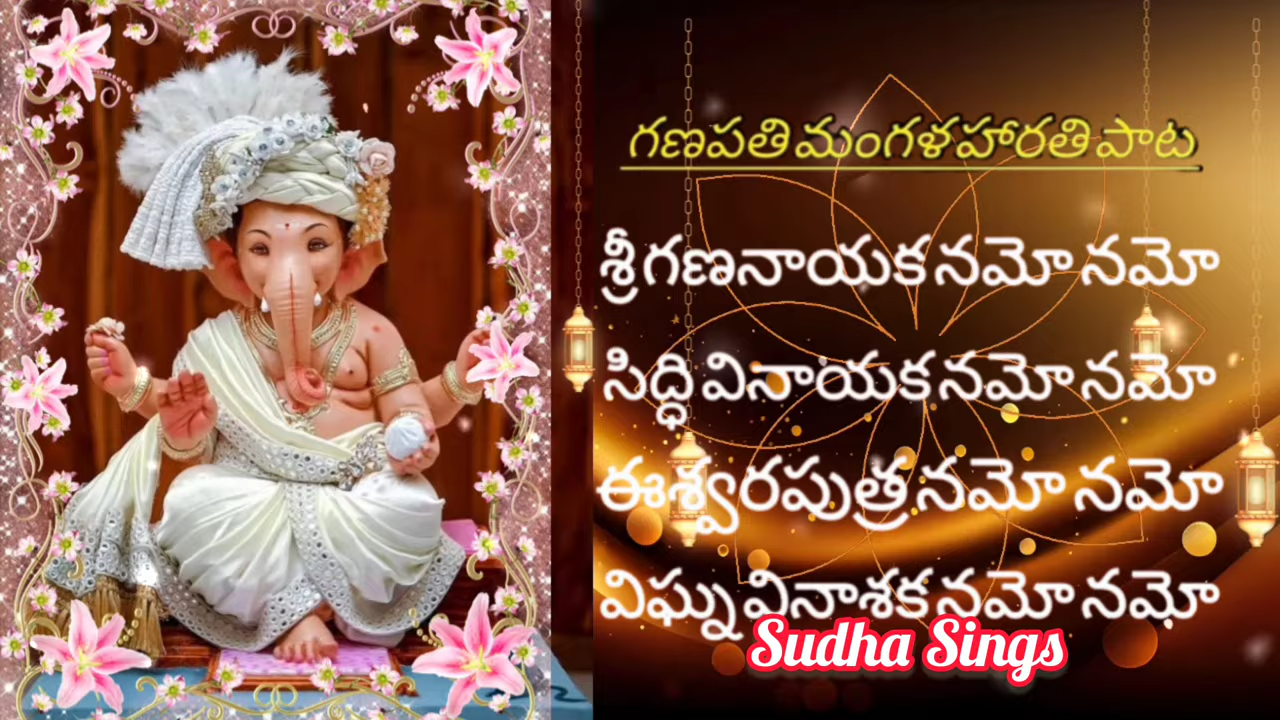 గణపతి మంగళహారతి పాట
శ్రీ గణనాయక నమో నమో
సిద్ధి వినాయక నమో నమో
ఈశ్వరపుత్ర నమో నమో
విఘ్న వినాశక నమో నమో
Sudha Sings